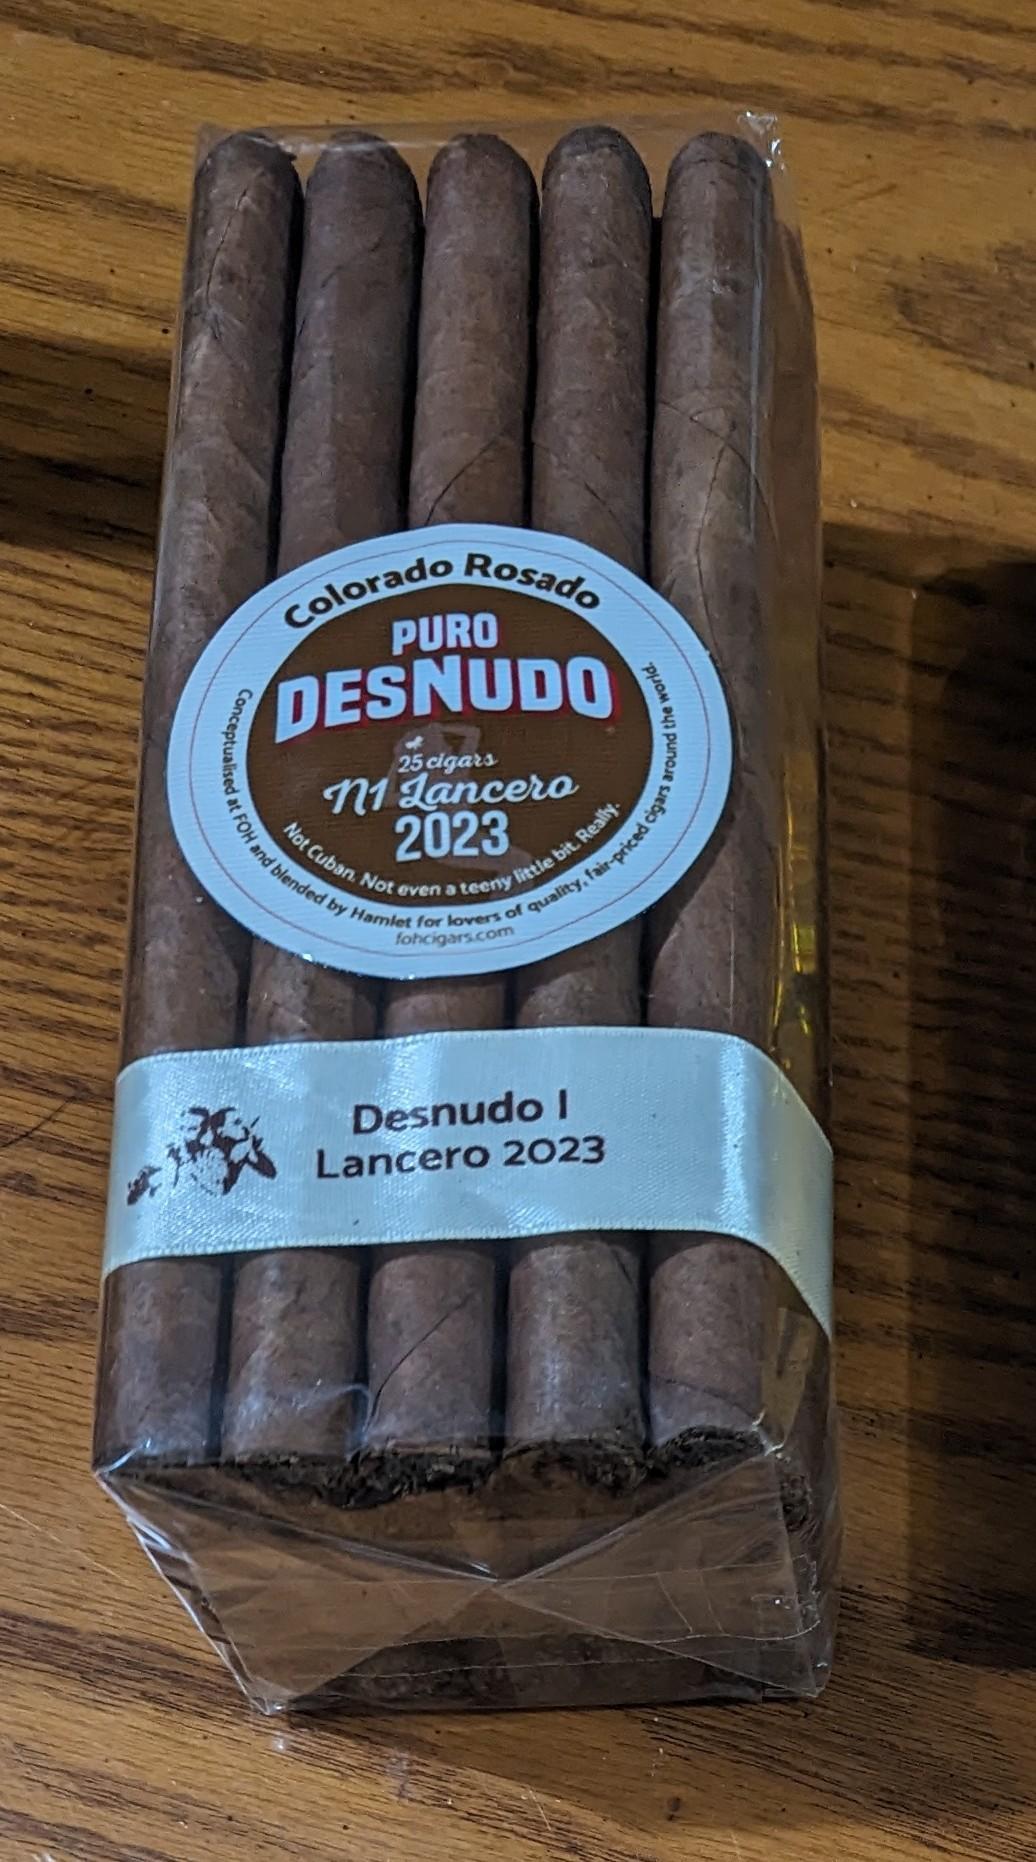 Colorado Rosado
PURO
DESNUDO
25 cigars
N1 Lancero
2023
Not Cuban. Not even a teeny little bit. Really.
Conceptualised at FOH and blended by Hamlet for lovers of quality, fair-priced cigars around the world.
fohcigars.com
Desnudo I
Lancero 2023